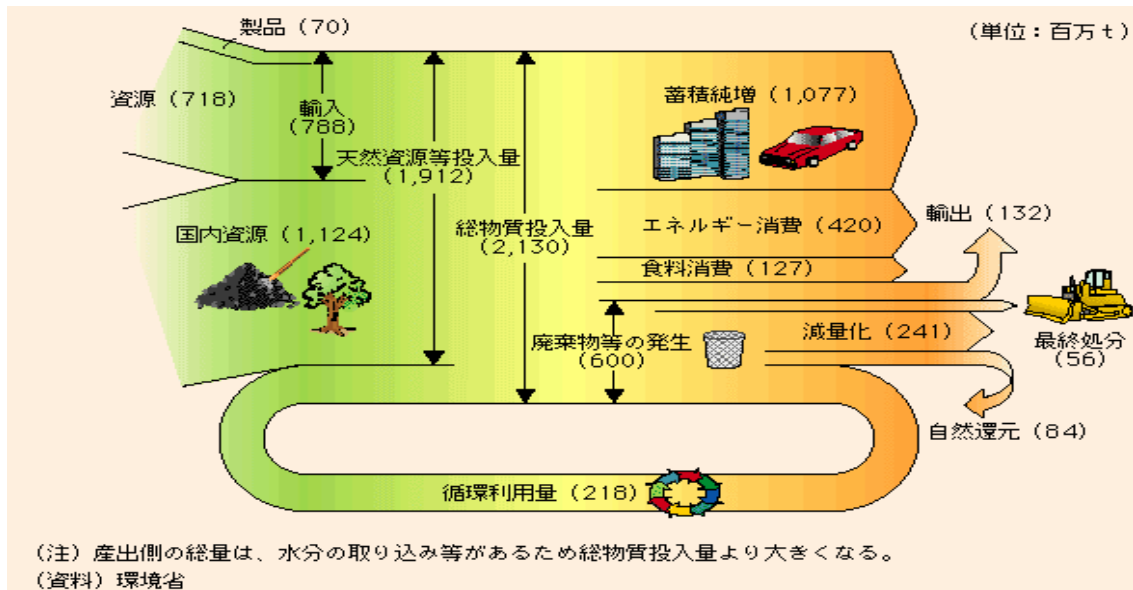 製品 (70)
(単位：百万ｔ)
資源 (718)
輸入
(788)
蓄積純増 (1,077)
天然資源等投入量
(1,912)
国内資源 (1,124)
総物質投入量
(2,130)
エネルギー消費 (420)
輸出 (132)
食料消費 (127)
廃棄物等の発生
(600)
減量化 (241)
最終処分
(56)
自然還元 (84)
循環利用量 (218)
(注) 産出側の総量は、水分の取り込み等があるため総物質投入量より大きくなる。
(資料) 環境省